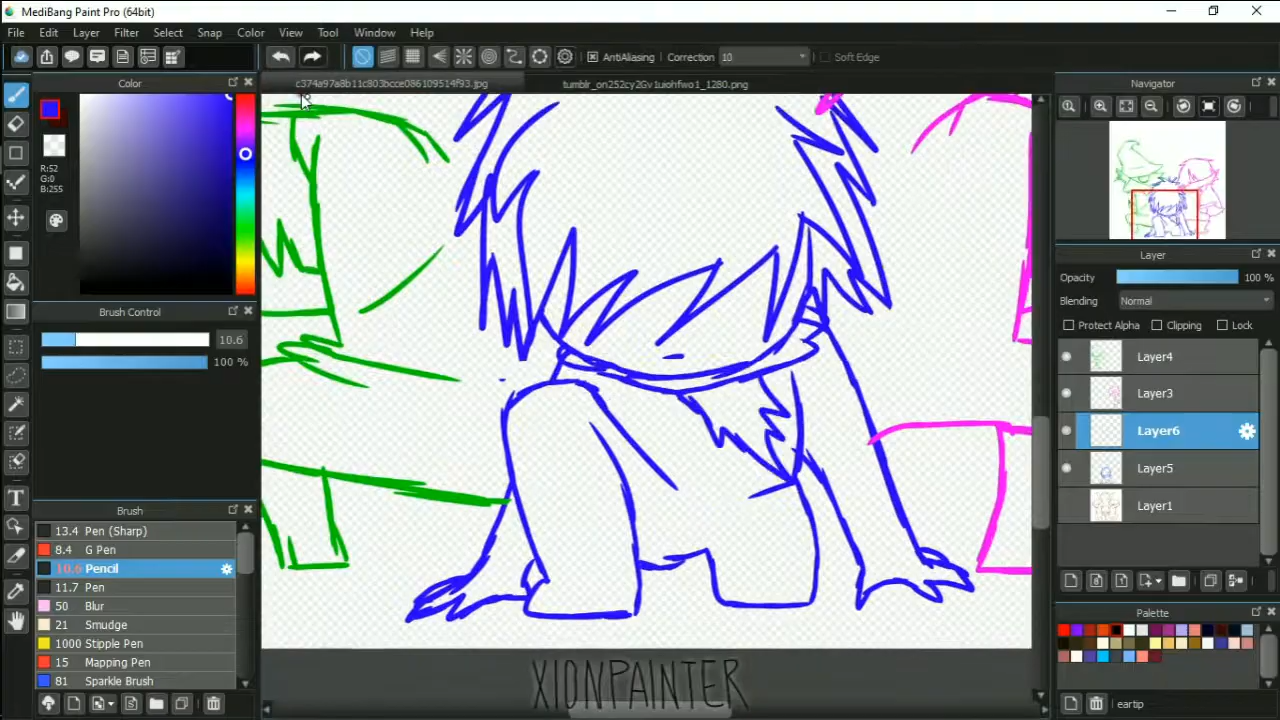 MediBang Paint Pro (64bit)
File Edit Layer Filter Select Snap Color View Tool Window Help
AntiAliasing Correction 10 Soft Edge
Color
c374a97a8b11c803bcce086109514f93.jpg
tumblr_on252cy2Gv1uiohfwo1_1280.png
Navigator
R:52
G:0
B:255
Layer
Opacity 100 %
Blending Normal
Protect Alpha Clipping Lock
Brush Control
10.6
100 %
Layer4
Layer3
Layer6
Layer5
Layer1
Brush
13.4 Pen (Sharp)
8.4 G Pen
10.6 Pencil
11.7 Pen
50 Blur
21 Smudge
1000 Stipple Pen
15 Mapping Pen
81 Sparkle Brush
Palette
eartip
T
XIONPAINTER